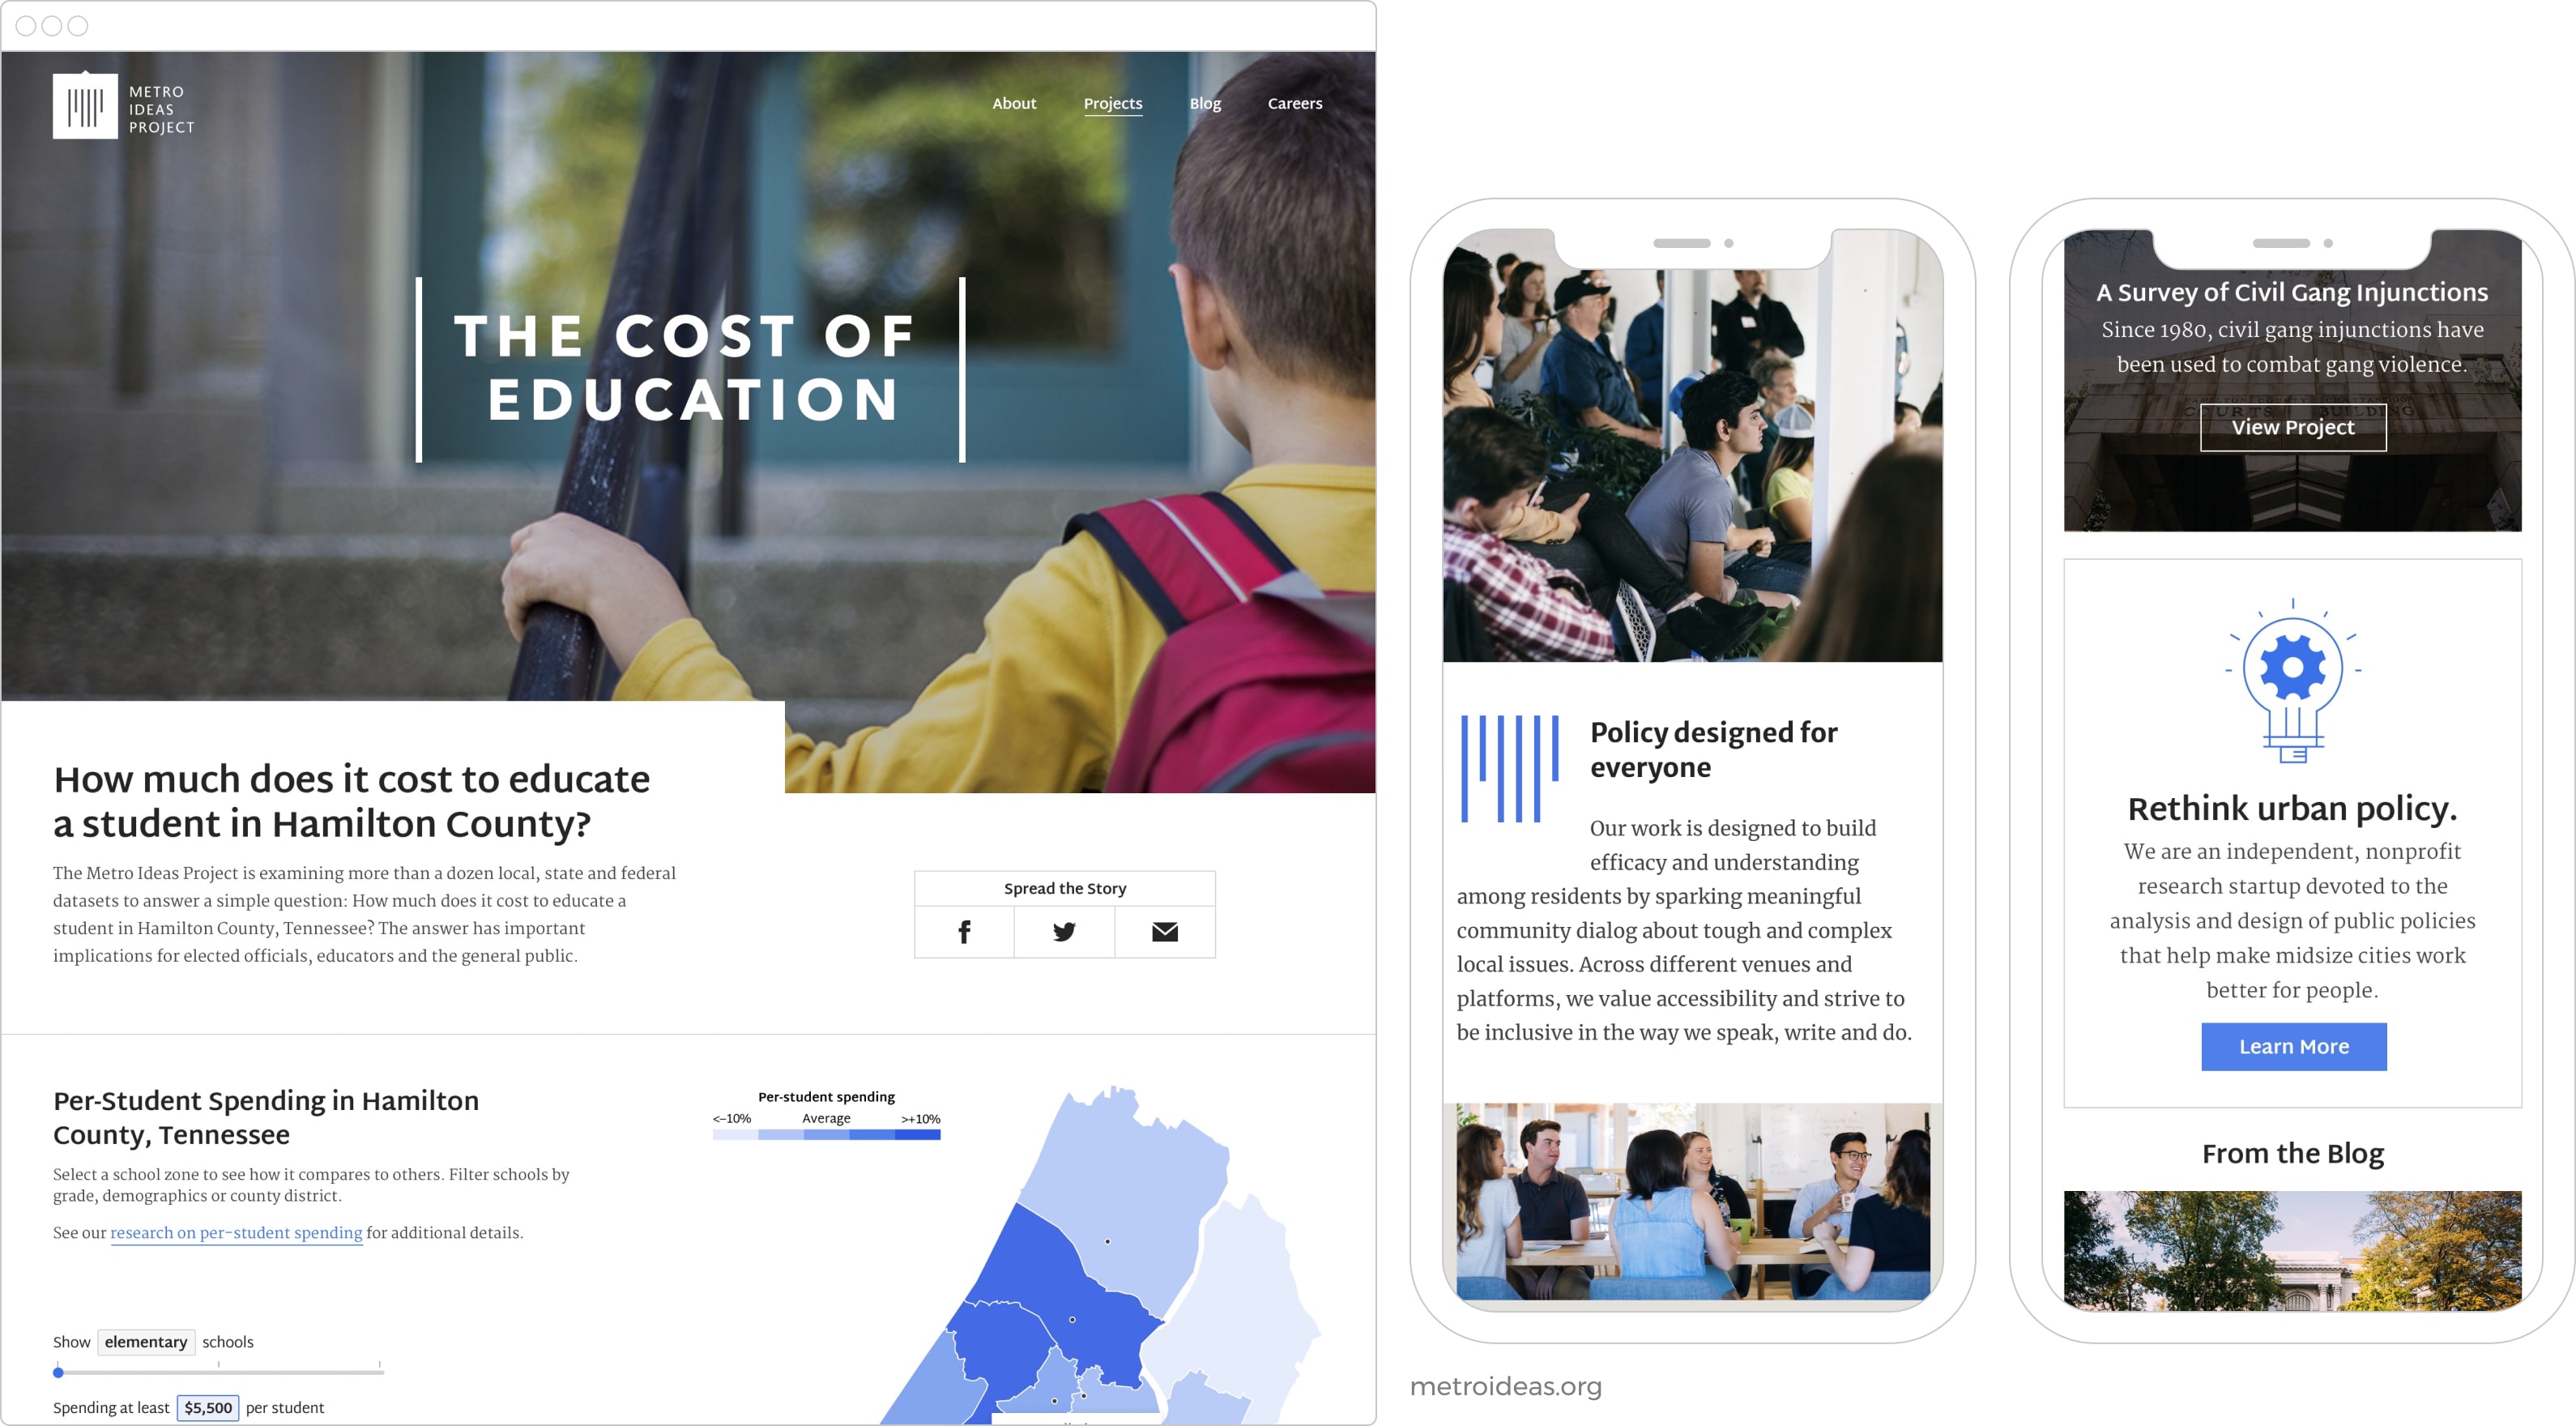 METRO
IDEAS
PROJECT
About
Projects
Blog
Careers
THE COST OF
EDUCATION
How much does it cost to educate
a student in Hamilton County?
The Metro Ideas Project is examining more than a dozen local, state and federal
datasets to answer a simple question: How much does it cost to educate a
student in Hamilton County, Tennessee? The answer has important
implications for elected officials, educators and the general public.
Spread the Story
Per-Student Spending in Hamilton
County, Tennessee
Select a school zone to see how it compares to others. Filter schools by
grade, demographics or county district.
See our research on per-student spending for additional details.
Show elementary schools
Spending at least $5,500 per student
Per-student spending
<–10%
Average
>+10%
Policy designed for
everyone
Our work is designed to build
efficacy and understanding
among residents by sparking meaningful
community dialog about tough and complex
local issues. Across different venues and
platforms, we value accessibility and strive to
be inclusive in the way we speak, write and do.
A Survey of Civil Gang Injunctions
Since 1980, civil gang injunctions have
been used to combat gang violence.
COURTS BUILDING
View Project
Rethink urban policy.
We are an independent, nonprofit
research startup devoted to the
analysis and design of public policies
that help make midsize cities work
better for people.
Learn More
From the Blog
metroideas.org